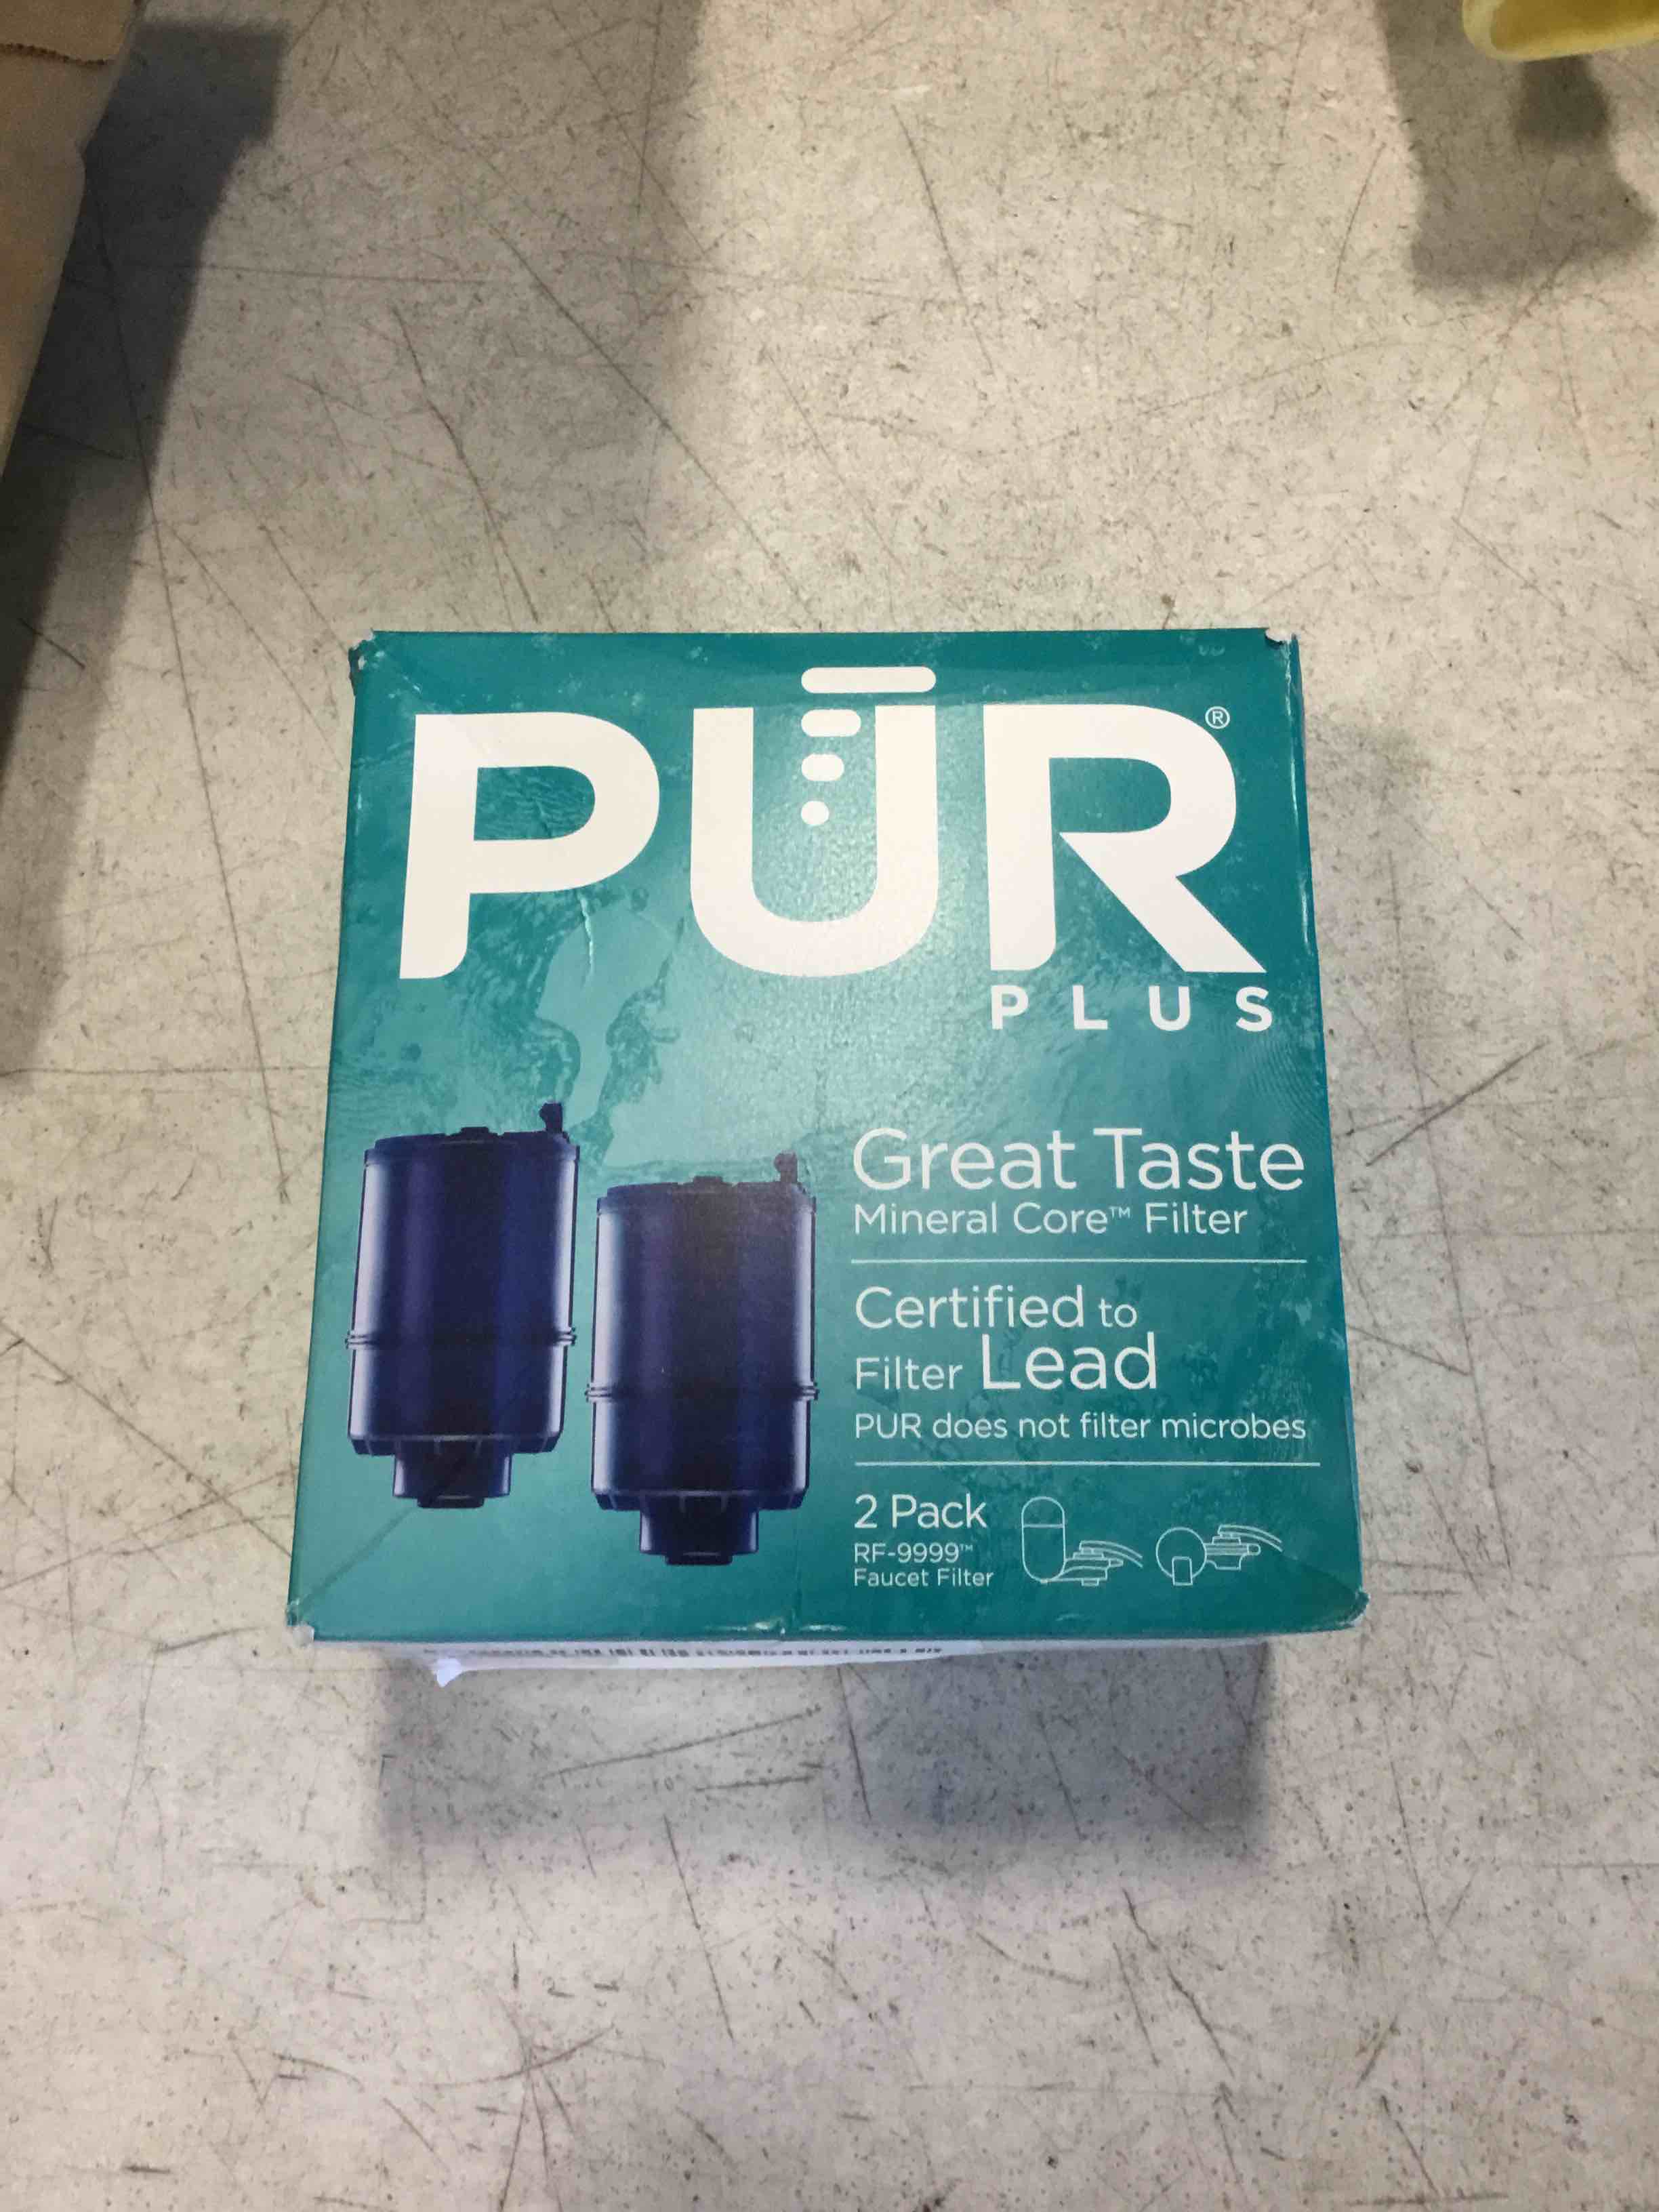 PUR®
PLUS
Great Taste
Mineral Core™ Filter
Certified to
Filter Lead
PUR does not filter microbes
2 Pack
RF-9999™
Faucet Filter